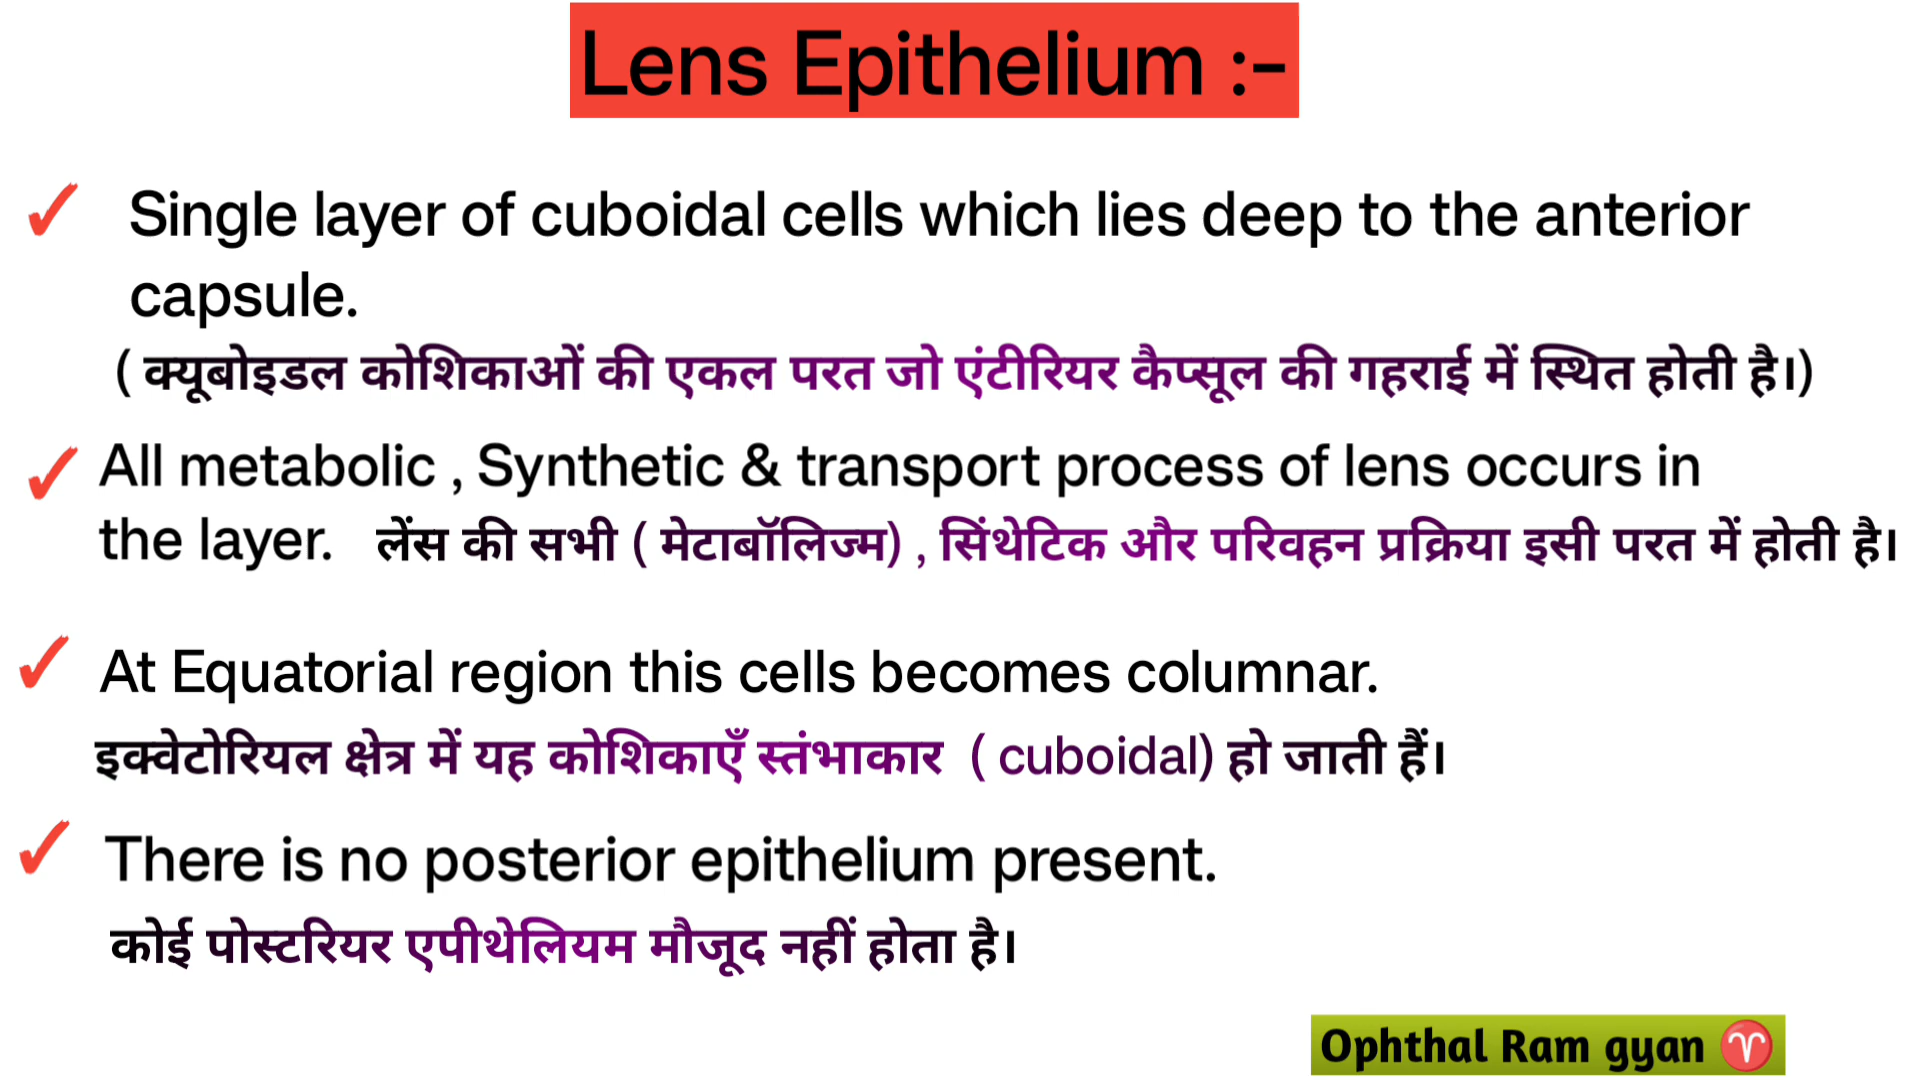 Lens Epithelium :-
✓ Single layer of cuboidal cells which lies deep to the anterior
capsule.
( क्यूबोइडल कोशिकाओं की एकल परत जो एंटीरियर कैप्सूल की गहराई में स्थित होती है।)
✓ All metabolic , Synthetic & transport process of lens occurs in
the layer. लेंस की सभी ( मेटाबॉलिज्म) , सिंथेटिक और परिवहन प्रक्रिया इसी परत में होती है।
✓ At Equatorial region this cells becomes columnar.
इक्वेटोरियल क्षेत्र में यह कोशिकाएँ स्तंभाकार ( cuboidal) हो जाती हैं।
✓ There is no posterior epithelium present.
कोई पोस्टरियर एपीथेलियम मौजूद नहीं होता है।
Ophthal Ram gyan ♈